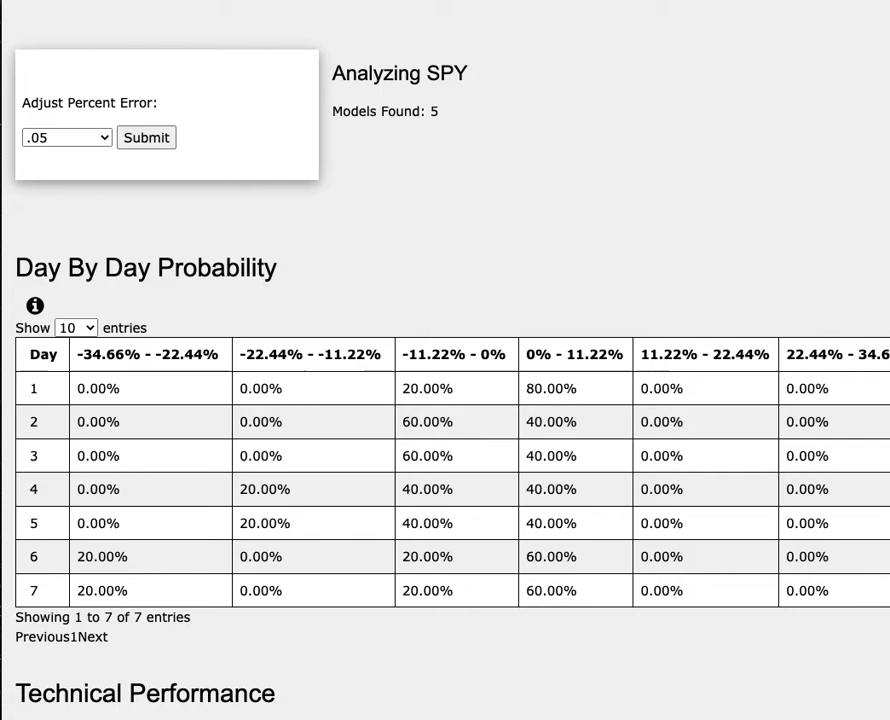 Analyzing SPY
Adjust Percent Error:
Models Found: 5
.05 Submit
Day By Day Probability
i
Show 10 entries
Day -34.66% - -22.44% -22.44% - -11.22% -11.22% - 0% 0% - 11.22% 11.22% - 22.44% 22.44% - 34.6
1 0.00% 0.00% 20.00% 80.00% 0.00% 0.00%
2 0.00% 0.00% 60.00% 40.00% 0.00% 0.00%
3 0.00% 0.00% 60.00% 40.00% 0.00% 0.00%
4 0.00% 20.00% 40.00% 40.00% 0.00% 0.00%
5 0.00% 20.00% 40.00% 40.00% 0.00% 0.00%
6 20.00% 0.00% 20.00% 60.00% 0.00% 0.00%
7 20.00% 0.00% 20.00% 60.00% 0.00% 0.00%
Showing 1 to 7 of 7 entries
Previous1Next
Technical Performance